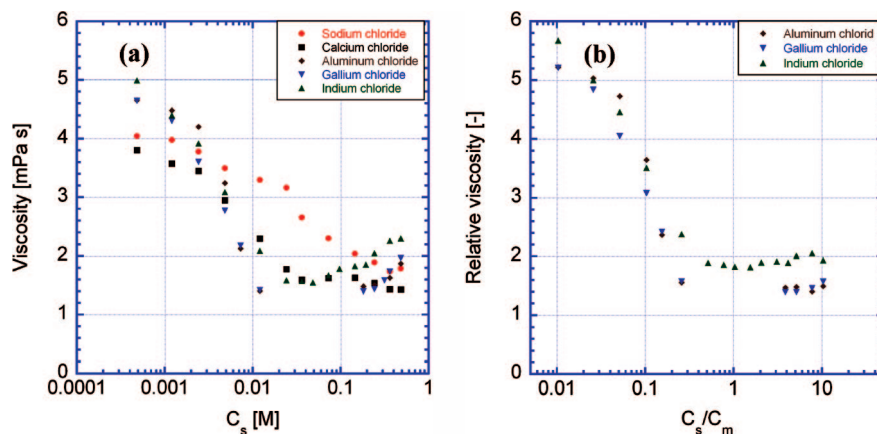 (a)
Sodium chloride
Calcium chloride
Aluminum chloride
Gallium chloride
Indium chloride
Viscosity [mPa s]
6
5
4
3
2
1
0
0.0001
0.001
0.01
0.1
1
C_s [M]
(b)
Aluminum chlorid
Gallium chloride
Indium chloride
Relative viscosity [-]
6
5
4
3
2
1
0
0.01
0.1
1
10
C_s/C_m